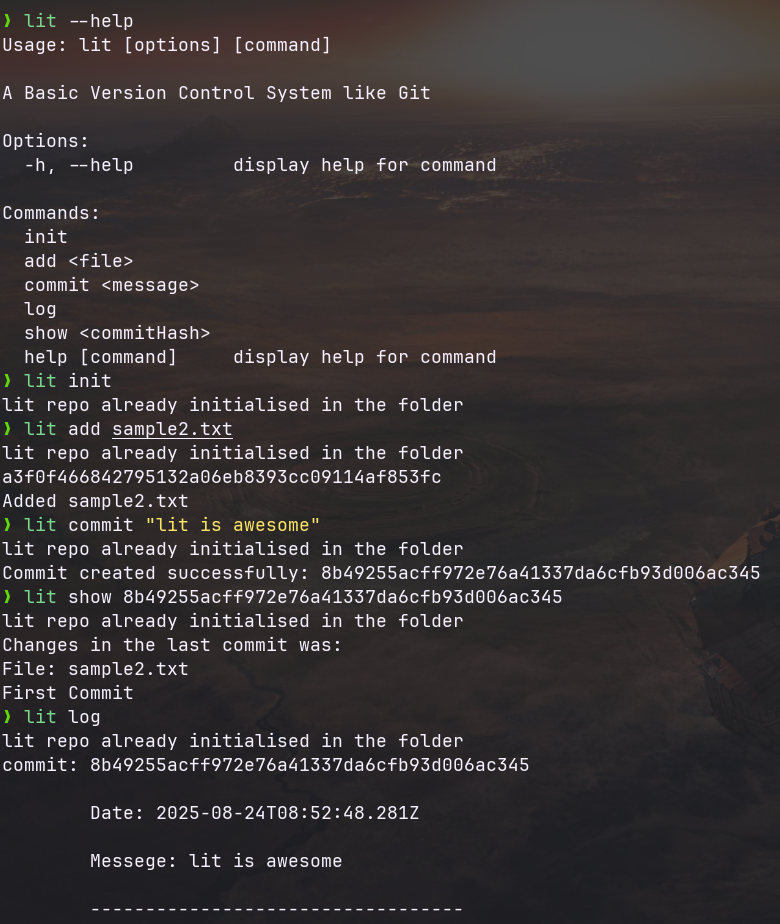 ❯ lit --help
Usage: lit [options] [command]

A Basic Version Control System like Git

Options:
  -h, --help         display help for command

Commands:
  init
  add <file>
  commit <message>
  log
  show <commitHash>
  help [command]     display help for command
❯ lit init
lit repo already initialised in the folder
❯ lit add sample2.txt
lit repo already initialised in the folder
a3f0f466842795132a06eb8393cc09114af853fc
Added sample2.txt
❯ lit commit "lit is awesome"
lit repo already initialised in the folder
Commit created successfully: 8b49255acff972e76a41337da6cfb93d006ac345
❯ lit show 8b49255acff972e76a41337da6cfb93d006ac345
lit repo already initialised in the folder
Changes in the last commit was:
File: sample2.txt
First Commit
❯ lit log
lit repo already initialised in the folder
commit: 8b49255acff972e76a41337da6cfb93d006ac345

        Date: 2025-08-24T08:52:48.281Z

        Messege: lit is awesome

        ----------------------------------